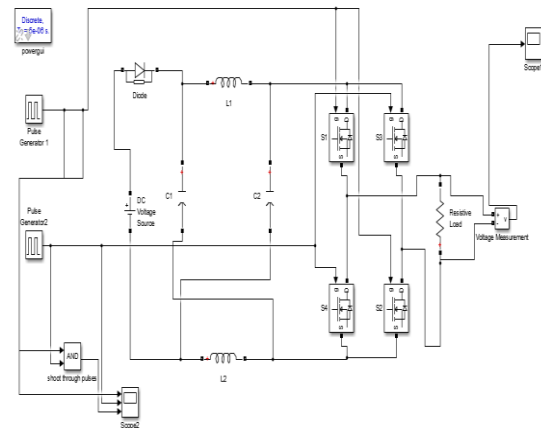 Discrete,
powergui
Diode
L1
Scope1
Pulse
Generator 1
S1
S3
C1
C2
DC
Voltage
Source
Resistive
Load
Voltage Measurement
Pulse
Generator2
S4
S2
AND
shoot through pulses
L2
Scope2